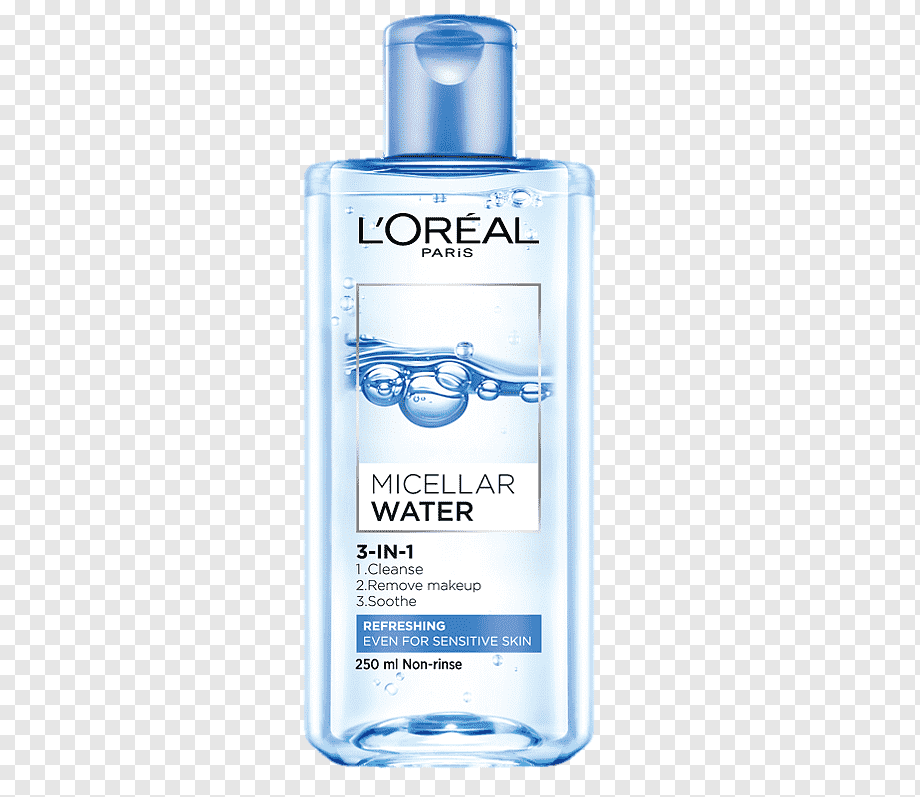 L'ORÉAL
PARiS
MICELLAR
WATER
3-IN-1
1 .Cleanse
2.Remove makeup
3.Soothe
REFRESHING
EVEN FOR SENSITIVE SKIN
250 ml Non-rinse